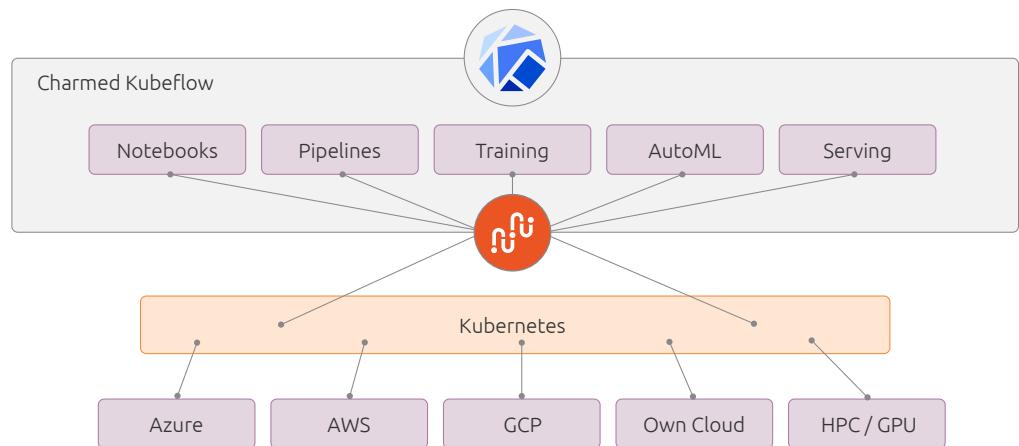 Charmed Kubeflow
Notebooks
Pipelines
Training
AutoML
Serving
Kubernetes
Azure
AWS
GCP
Own Cloud
HPC / GPU